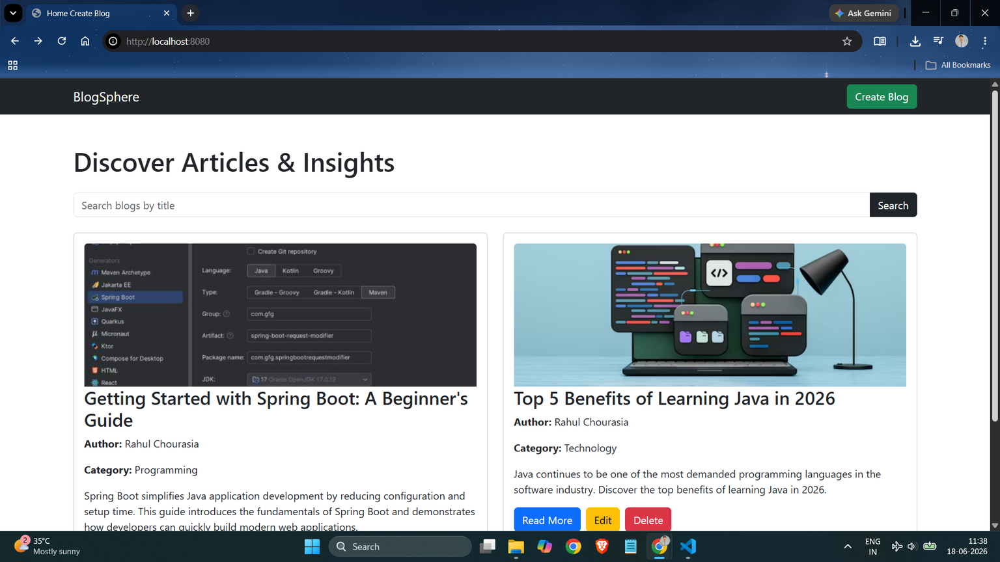 Home Create Blog
Ask Gemini
http://localhost:8080
All Bookmarks
BlogSphere
Create Blog
Discover Articles & Insights
Search blogs by title
Search
Create Git repository
Generators
Maven Archetype
Jakarta EE
Spring Boot
JavaFX
Quarkus
Micronaut
Ktor
Compose for Desktop
HTML
React
Language:
Java
Kotlin
Groovy
Type:
Gradle - Groovy
Gradle - Kotlin
Maven
Group:
com.gfg
Artifact:
spring-boot-request-modifier
Package name:
com.gfg.springbootrequestmodifier
JDK:
17 Oracle OpenJDK 17.0.12
</>
Getting Started with Spring Boot: A Beginner's
Guide
Author: Rahul Chourasia
Category: Programming
Spring Boot simplifies Java application development by reducing configuration and
setup time. This guide introduces the fundamentals of Spring Boot and demonstrates
how developers can quickly build modern web applications.
Top 5 Benefits of Learning Java in 2026
Author: Rahul Chourasia
Category: Technology
Java continues to be one of the most demanded programming languages in the
software industry. Discover the top benefits of learning Java in 2026.
Read More
Edit
Delete
2
35°C
Mostly sunny
Search
ENG
IN
11:38
18-06-2026